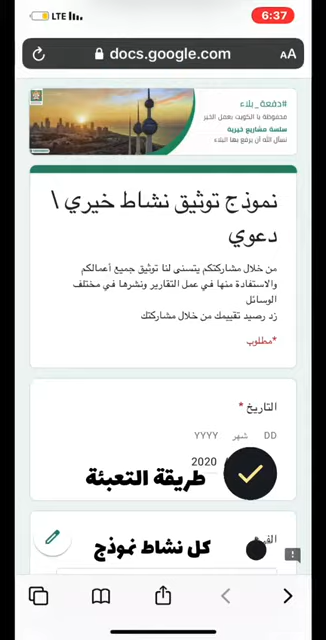 LTE
6:37
docs.google.com
AA
#دفعة_بلاء
محفوظة يا الكويت بعمل الخير
سلسة مشاريع خيرية
نسأل الله أن يرفع بها البلاء
نموذج توثيق نشاط خيري \
دعوي
من خلال مشاركتكم يتسنى لنا توثيق جميع أعمالكم
والاستفادة منها في عمل التقارير ونشرها في مختلف
الوسائل
زد رصيد تقييمك من خلال مشاركتك
*مطلوب
التاريخ *
DD شهر YYYY
2020
طريقة التعبئة
كل نشاط نموذج